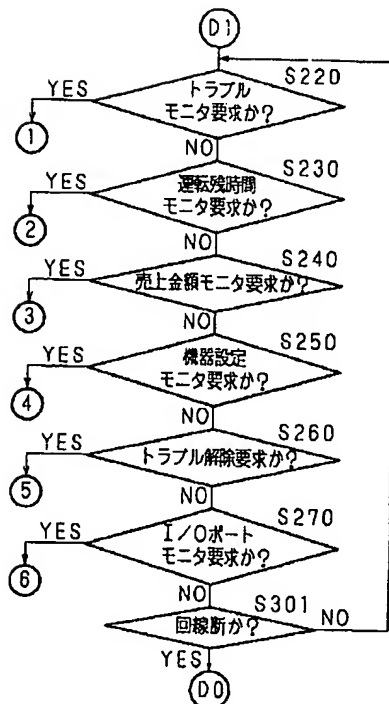 D1
S220
YES
トラブル
モニタ要求か?
1
NO
S230
YES
運転残時間
モニタ要求か?
2
NO
S240
YES
売上金額モニタ要求か?
3
NO
S250
YES
機器設定
モニタ要求か?
4
NO
S260
YES
トラブル解除要求か?
5
NO
S270
YES
I/Oポート
モニタ要求か?
6
NO
S301
回線断か?
NO
YES
D0